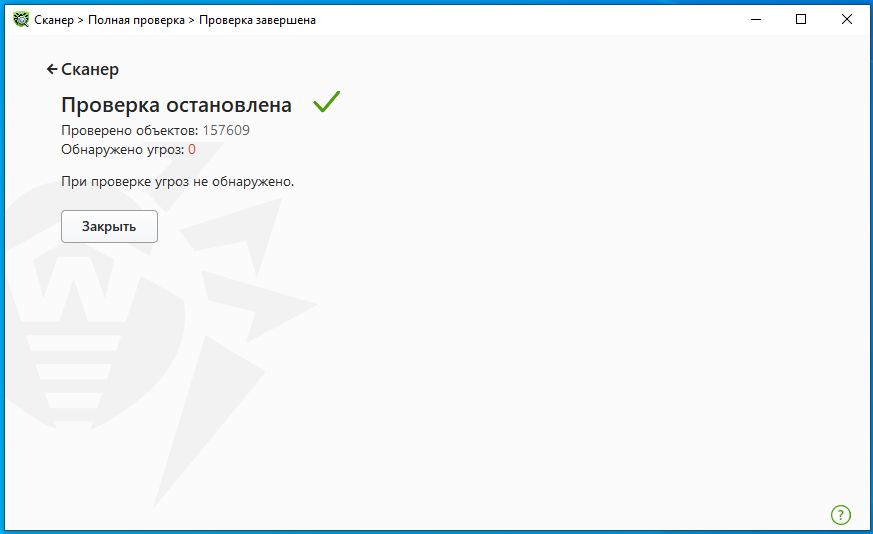 Сканер > Полная проверка > Проверка завершена
Сканер
Проверка остановлена
Проверено объектов: 157609
Обнаружено угроз: 0
При проверке угроз не обнаружено.
Закрыть
W
?